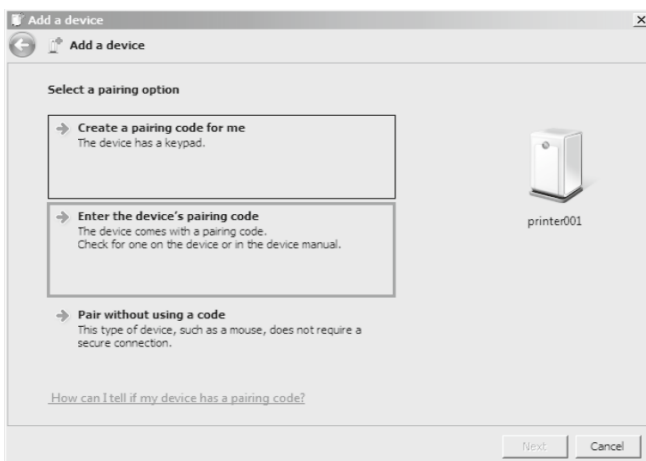 Add a device
Add a device
Select a pairing option
Create a pairing code for me
The device has a keypad.
Enter the device's pairing code
The device comes with a pairing code.
Check for one on the device or in the device manual.
printer001
Pair without using a code
This type of device, such as a mouse, does not require a
secure connection.
How can I tell if my device has a pairing code?
Next
Cancel